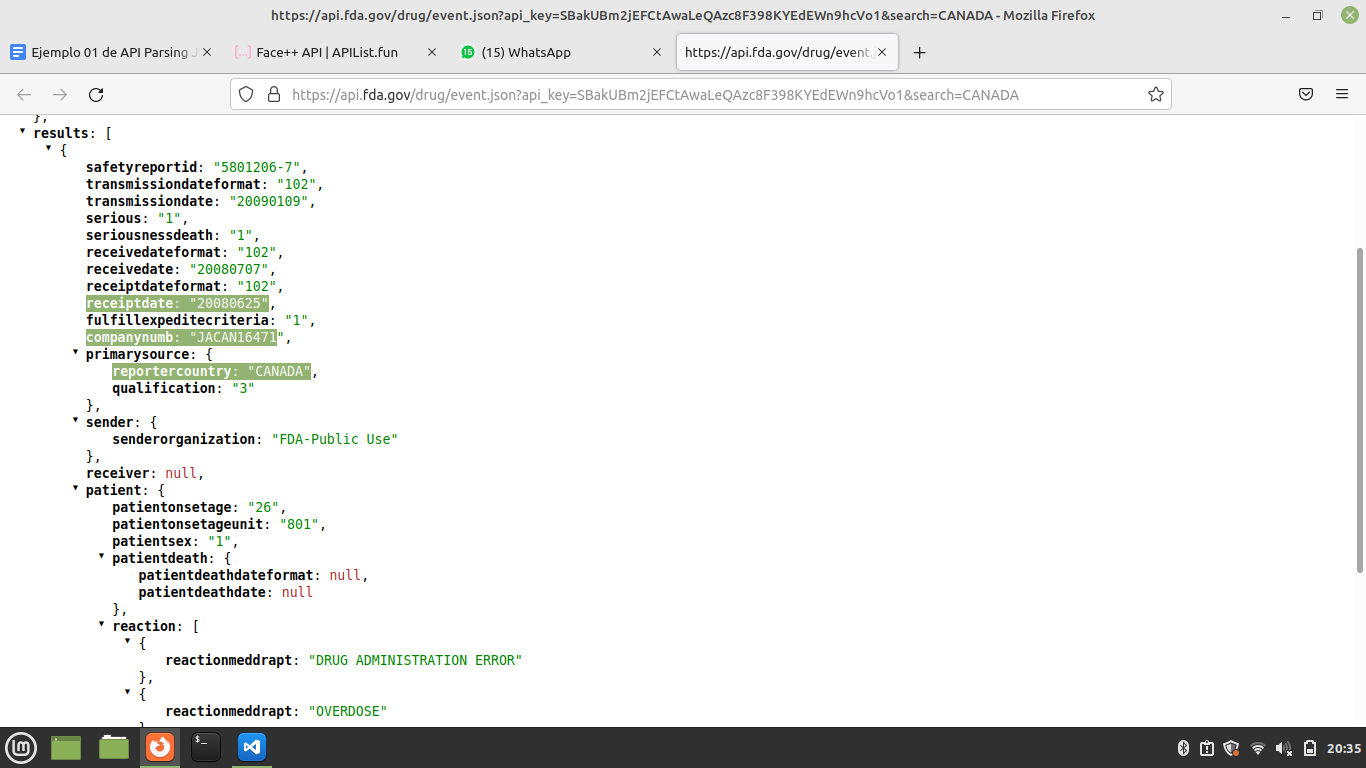 https://api.fda.gov/drug/event.json?api_key=SBakUBm2jEFCtAwaLeQAzc8F398KYEdEWn9hcVo1&search=CANADA - Mozilla Firefox
Ejemplo 01 de API Parsing J
Face++ API | APIList.fun
15
(15) WhatsApp
https://api.fda.gov/drug/event.
https://api.fda.gov/drug/event.json?api_key=SBakUBm2jEFCtAwaLeQAzc8F398KYEdEWn9hcVo1&search=CANADA
},
results: [
{
safetyreportid: "5801206-7",
transmissiondateformat: "102",
transmissiondate: "20090109",
serious: "1",
seriousnessdeath: "1",
receivedateformat: "102",
receivedate: "20080707",
receiptdateformat: "102",
receiptdate: "20080625",
fulfillexpeditecriteria: "1",
companynumb: "JACAN16471",
primarysource: {
reportercountry: "CANADA",
qualification: "3"
},
sender: {
senderorganization: "FDA-Public Use"
},
receiver: null,
patient: {
patientonsetage: "26",
patientonsetageunit: "801",
patientsex: "1",
patientdeath: {
patientdeathdateformat: null,
patientdeathdate: null
},
reaction: [
{
reactionmeddrapt: "DRUG ADMINISTRATION ERROR"
},
{
reactionmeddrapt: "OVERDOSE"
20:35